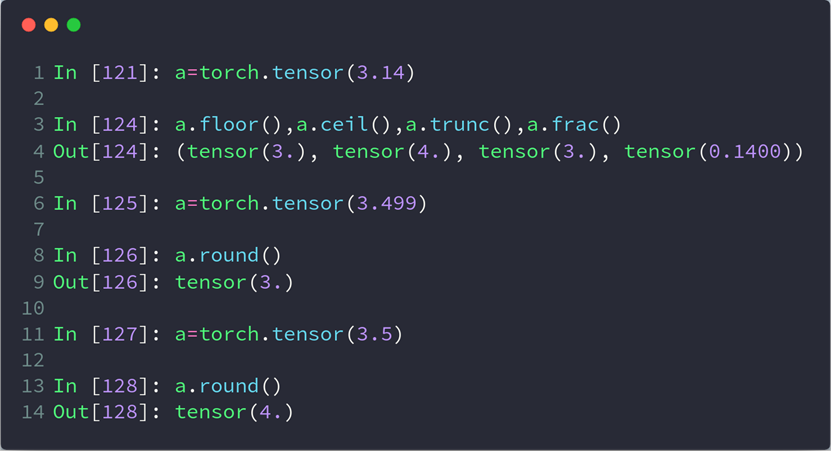 1 In [121]: a=torch.tensor(3.14)
2
3 In [124]: a.floor(),a.ceil(),a.trunc(),a.frac()
4 Out[124]: (tensor(3.), tensor(4.), tensor(3.), tensor(0.1400))
5
6 In [125]: a=torch.tensor(3.499)
7
8 In [126]: a.round()
9 Out[126]: tensor(3.)
10
11 In [127]: a=torch.tensor(3.5)
12
13 In [128]: a.round()
14 Out[128]: tensor(4.)